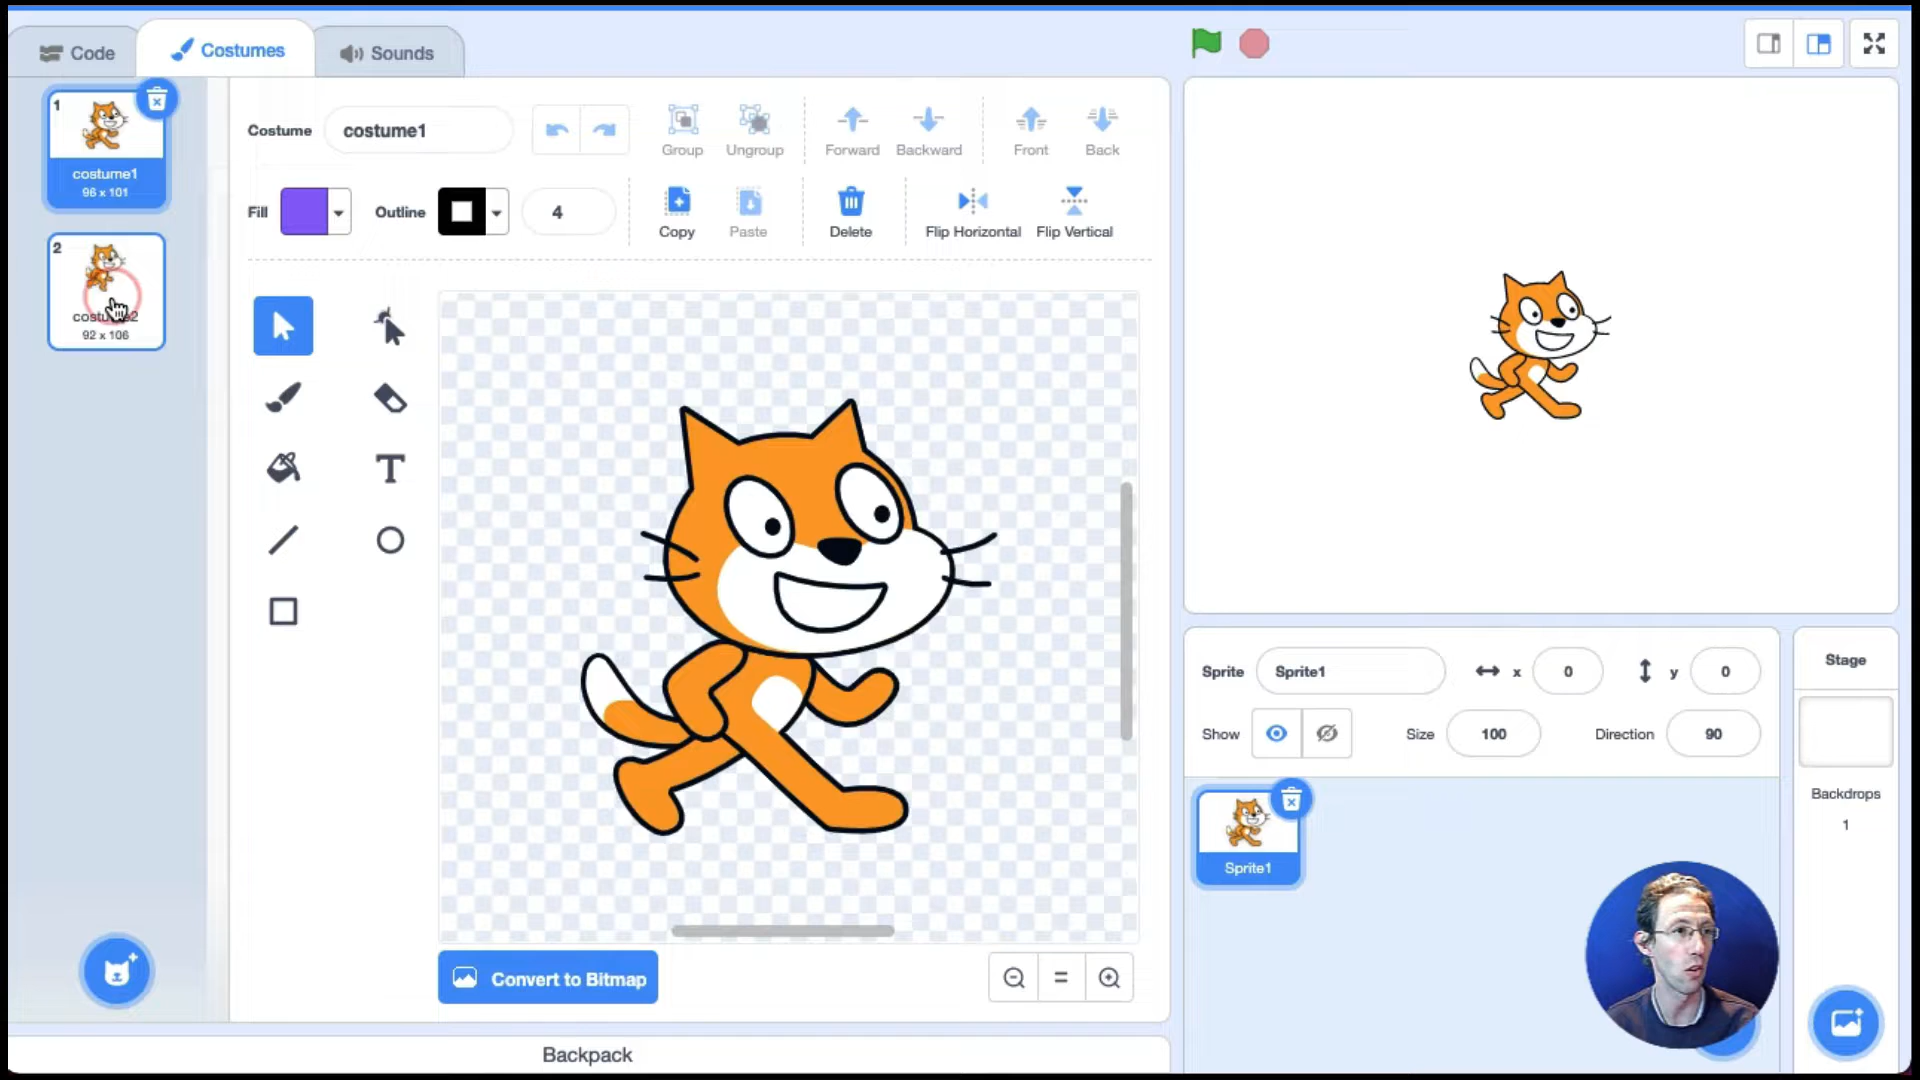 Code
Costumes
Sounds
1
costume1
96 x 101
2
costume2
92 x 106
Costume
costume1
Group
Ungroup
Forward
Backward
Front
Back
Fill
Outline
4
Copy
Paste
Delete
Flip Horizontal
Flip Vertical
T
Convert to Bitmap
Backpack
Sprite
Sprite1
x
0
y
0
Show
Size
100
Direction
90
Sprite1
Stage
Backdrops
1